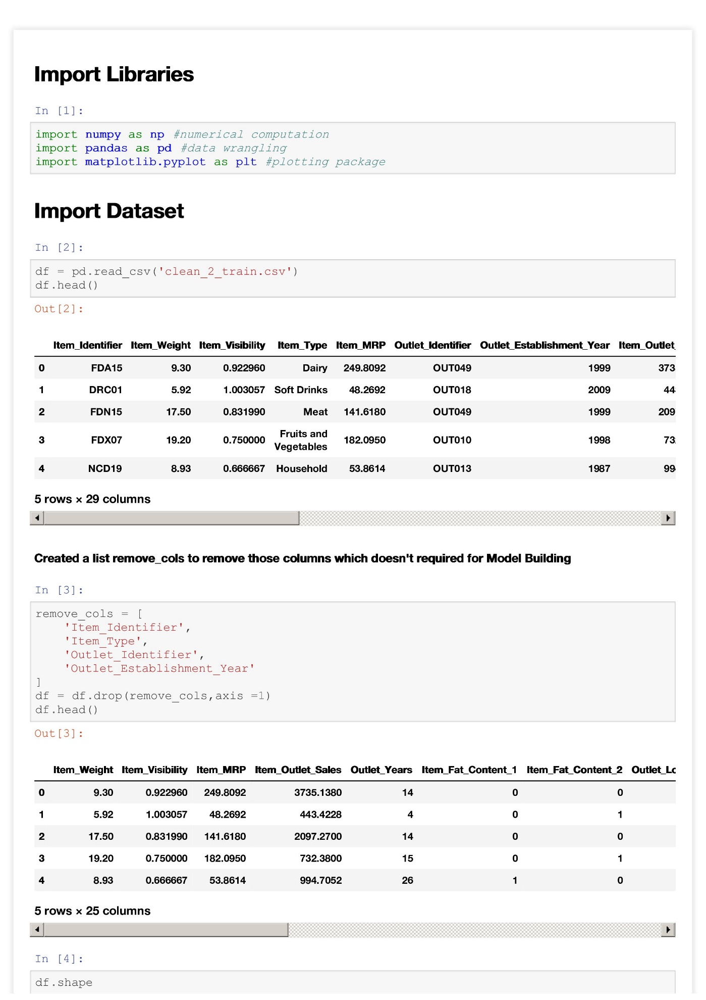 Import Libraries
In [1]:
import numpy as np #numerical computation
import pandas as pd #data wrangling
import matplotlib.pyplot as plt #plotting package
Import Dataset
In [2]:
df = pd.read_csv('clean_2_train.csv')
df.head()
Out[2]:
Item_Identifier Item_Weight Item_Visibility Item_Type Item_MRP Outlet_Identifier Outlet_Establishment_Year Item_Outlet_
0 FDA15 9.30 0.922960 Dairy 249.8092 OUT049 1999 373
1 DRC01 5.92 1.003057 Soft Drinks 48.2692 OUT018 2009 44
2 FDN15 17.50 0.831990 Meat 141.6180 OUT049 1999 209
3 FDX07 19.20 0.750000 Fruits and Vegetables 182.0950 OUT010 1998 73
4 NCD19 8.93 0.666667 Household 53.8614 OUT013 1987 99
5 rows × 29 columns
Created a list remove_cols to remove those columns which doesn't required for Model Building
In [3]:
remove_cols = [
    'Item_Identifier',
    'Item_Type',
    'Outlet_Identifier',
    'Outlet_Establishment_Year'
]
df = df.drop(remove_cols,axis =1)
df.head()
Out[3]:
Item_Weight Item_Visibility Item_MRP Item_Outlet_Sales Outlet_Years Item_Fat_Content_1 Item_Fat_Content_2 Outlet_Lo
0 9.30 0.922960 249.8092 3735.1380 14 0 0
1 5.92 1.003057 48.2692 443.4228 4 0 1
2 17.50 0.831990 141.6180 2097.2700 14 0 0
3 19.20 0.750000 182.0950 732.3800 15 0 1
4 8.93 0.666667 53.8614 994.7052 26 1 0
5 rows × 25 columns
In [4]:
df.shape